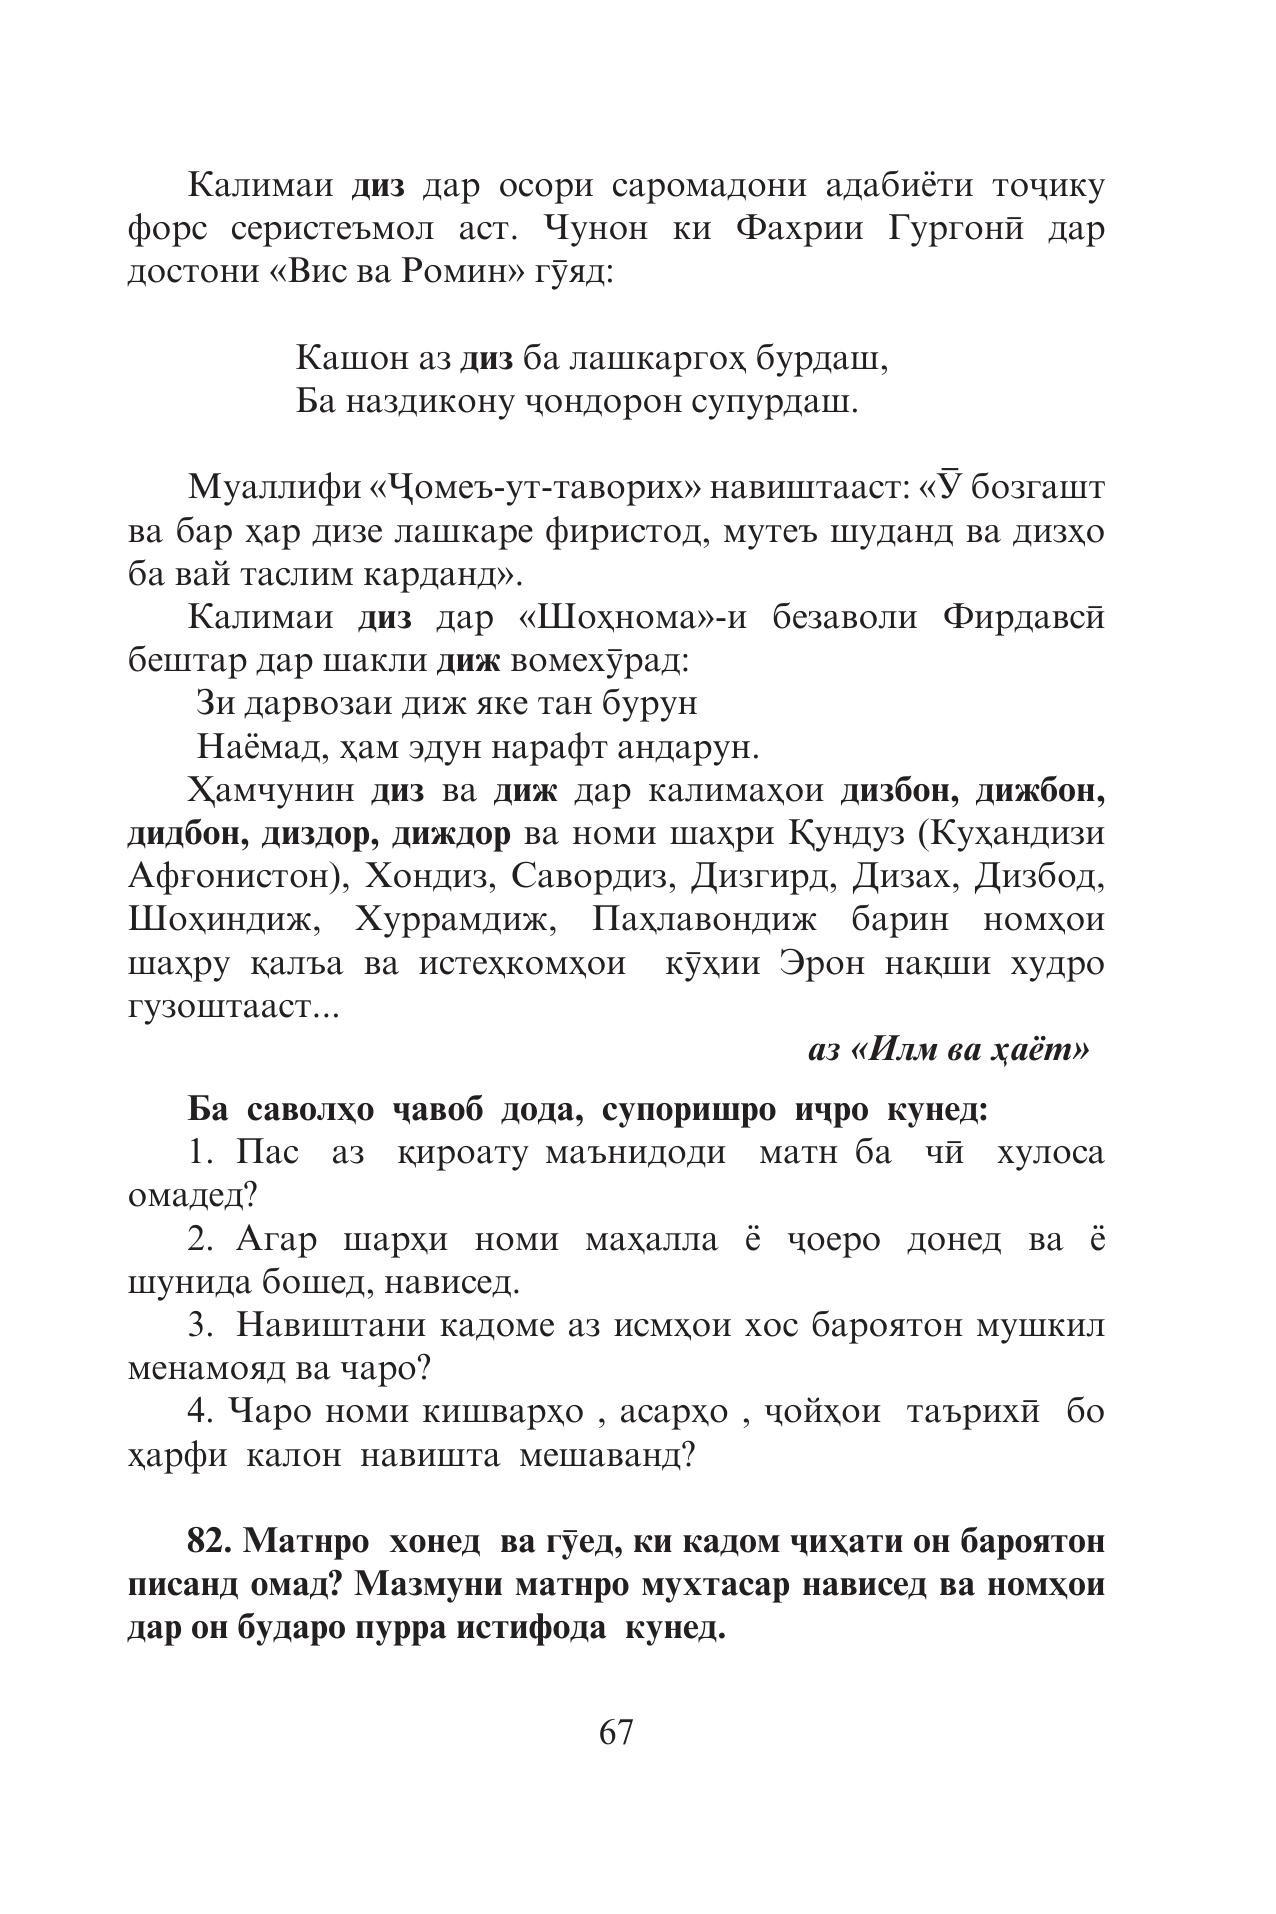 Калимаи диз дар осори саромадони адабиёти тоҷику
форс серистеъмол аст. Чунон ки Фахрии Гургонӣ дар
достони «Вис ва Ромин» гӯяд:
Кашон аз диз ба лашкаргоҳ бурдаш,
Ба наздикону ҷондорон супурдаш.
Муаллифи «Ҷомеъ-ут-таворих» навиштааст: «Ӯ бозгашт
ва бар ҳар дизе лашкаре фиристод, мутеъ шуданд ва дизҳо
ба вай таслим карданд».
Калимаи диз дар «Шоҳнома»-и безаволи Фирдавсӣ
бештар дар шакли диж вомехӯрад:
Зи дарвозаи диж яке тан бурун
Наёмад, ҳам эдун нарафт андарун.
Ҳамчунин диз ва диж дар калимаҳои дизбон, дижбон,
дидбон, диздор, диждор ва номи шаҳри Қундуз (Куҳандизи
Афғонистон), Хондиз, Савордиз, Дизгирд, Дизах, Дизбод,
Шоҳиндиж, Хуррамдиж, Паҳлавондиж барин номҳои
шаҳру қалъа ва истеҳкомҳои кӯҳии Эрон нақши худро
гузоштааст...
аз «Илм ва ҳаёт»
Ба саволҳо ҷавоб дода, супоришро иҷро кунед:
1. Пас аз қироату маънидоди матн ба чӣ хулоса
омадед?
2. Агар шарҳи номи маҳалла ё ҷоеро донед ва ё
шунида бошед, нависед.
3. Навиштани кадоме аз исмҳои хос бароятон мушкил
менамояд ва чаро?
4. Чаро номи кишварҳо , асарҳо , ҷойҳои таърихӣ бо
ҳарфи калон навишта мешаванд?
82. Матнро хонед ва гӯед, ки кадом ҷиҳати он бароятон
писанд омад? Мазмуни матнро мухтасар нависед ва номҳои
дар он бударо пурра истифода кунед.
67